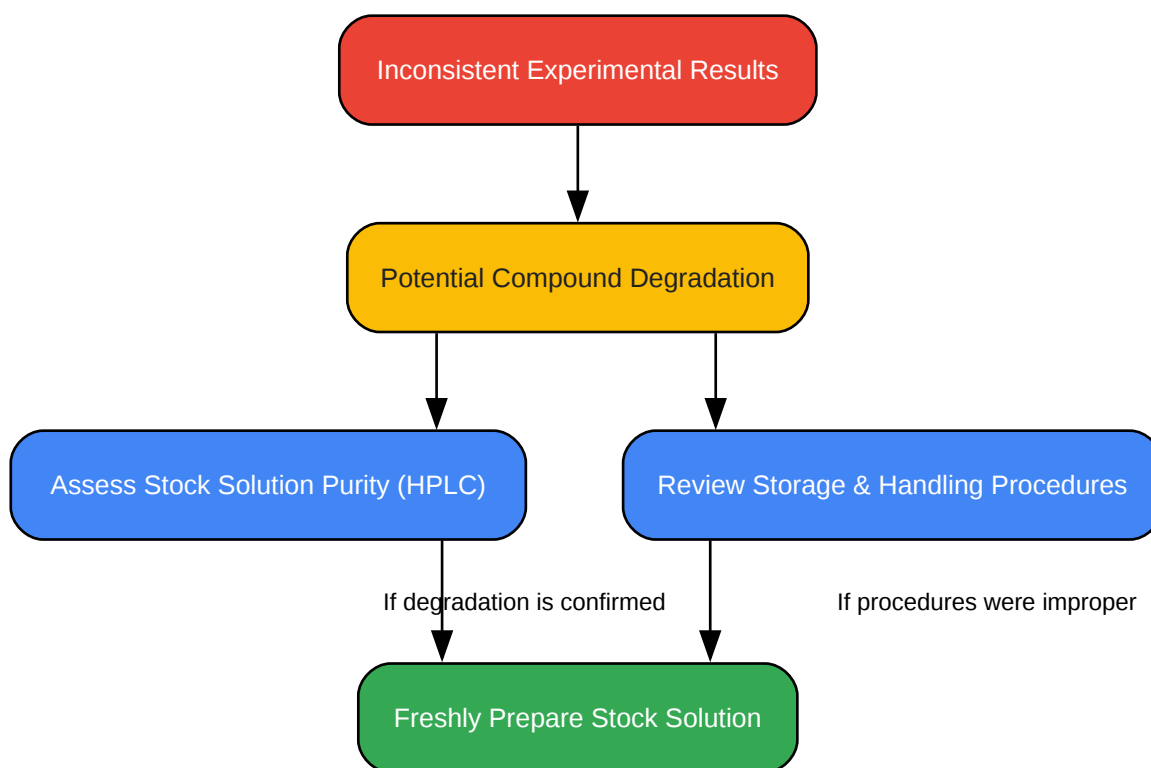 Inconsistent Experimental Results
Potential Compound Degradation
Assess Stock Solution Purity (HPLC)
Review Storage & Handling Procedures
If degradation is confirmed
If procedures were improper
Freshly Prepare Stock Solution